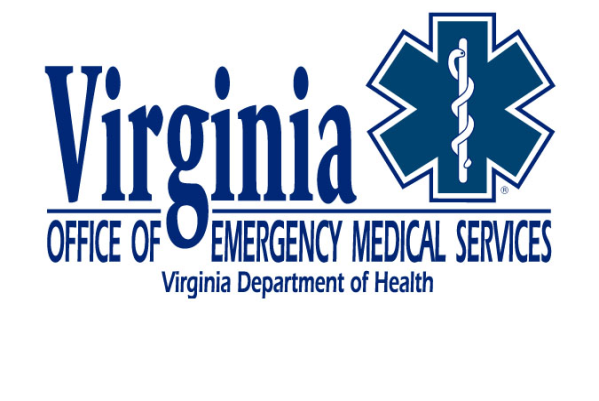 Virginia
OFFICE OF EMERGENCY MEDICAL SERVICES
Virginia Department of Health
®